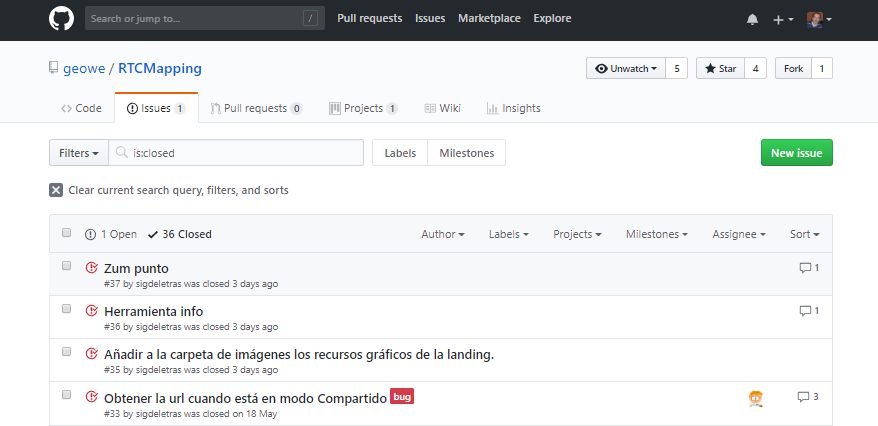 Search or jump to... / Pull requests Issues Marketplace Explore
geowe / RTCMapping Unwatch 5 Star 4 Fork 1
Code Issues 1 Pull requests 0 Projects 1 Wiki Insights
Filters is:closed Labels Milestones New issue
Clear current search query, filters, and sorts
1 Open 36 Closed Author Labels Projects Milestones Assignee Sort
Zum punto 1
#37 by sigdeletras was closed 3 days ago
Herramienta info 1
#36 by sigdeletras was closed 3 days ago
Añadir a la carpeta de imágenes los recursos gráficos de la landing.
#35 by sigdeletras was closed 3 days ago
Obtener la url cuando está en modo Compartido bug 3
#33 by sigdeletras was closed on 18 May